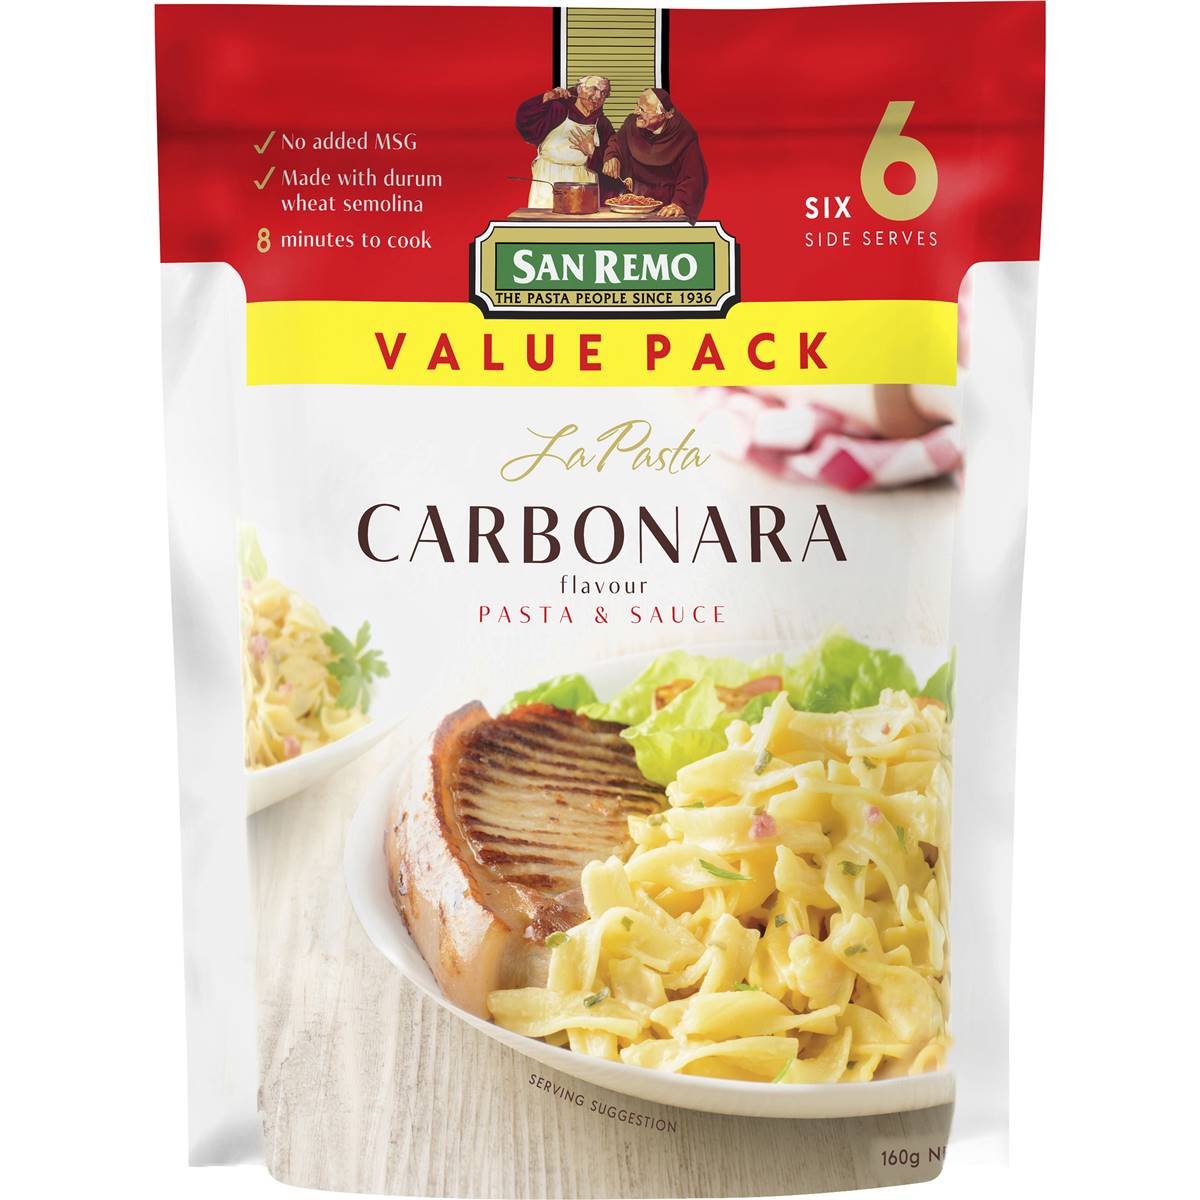 No added MSG
Made with durum
wheat semolina
8 minutes to cook
SIX 6
SIDE SERVES
SAN REMO
THE PASTA PEOPLE SINCE 1936
VALUE PACK
La Pasta
CARBONARA
flavour
PASTA & SAUCE
SERVING SUGGESTION
160g